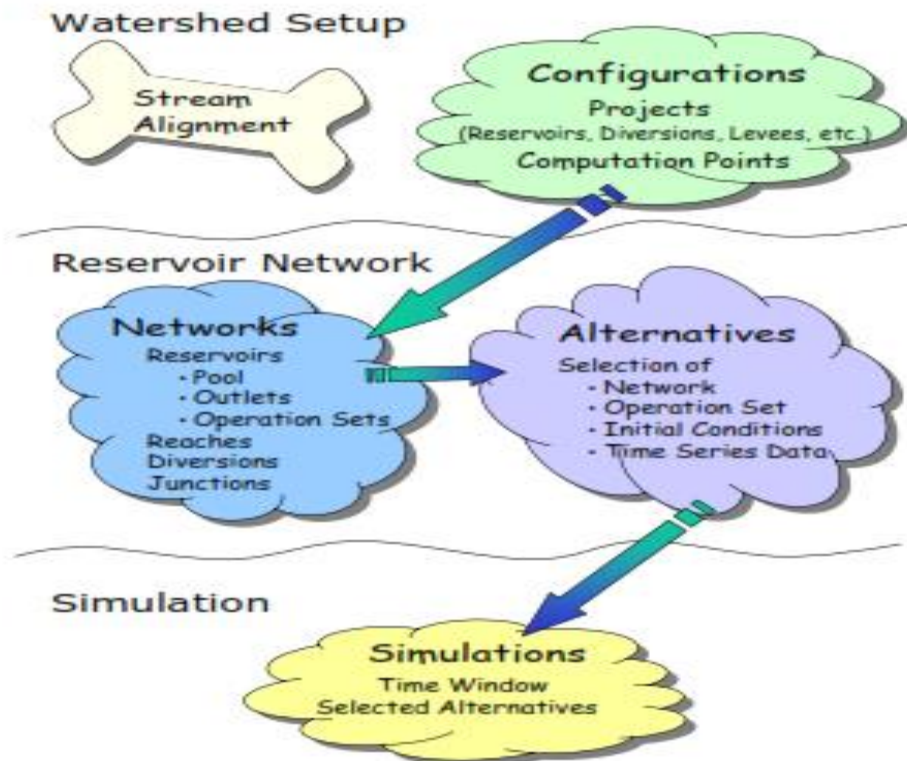 Watershed Setup
Stream
Alignment
Configurations
Projects
(Reservoirs, Diversions, Levees, etc.)
Computation Points
Reservoir Network
Networks
Reservoirs
• Pool
• Outlets
• Operation Sets
Reaches
Diversions
Junctions
Alternatives
Selection of
• Network
• Operation Set
• Initial Conditions
• Time Series Data
Simulation
Simulations
Time Window
Selected Alternatives